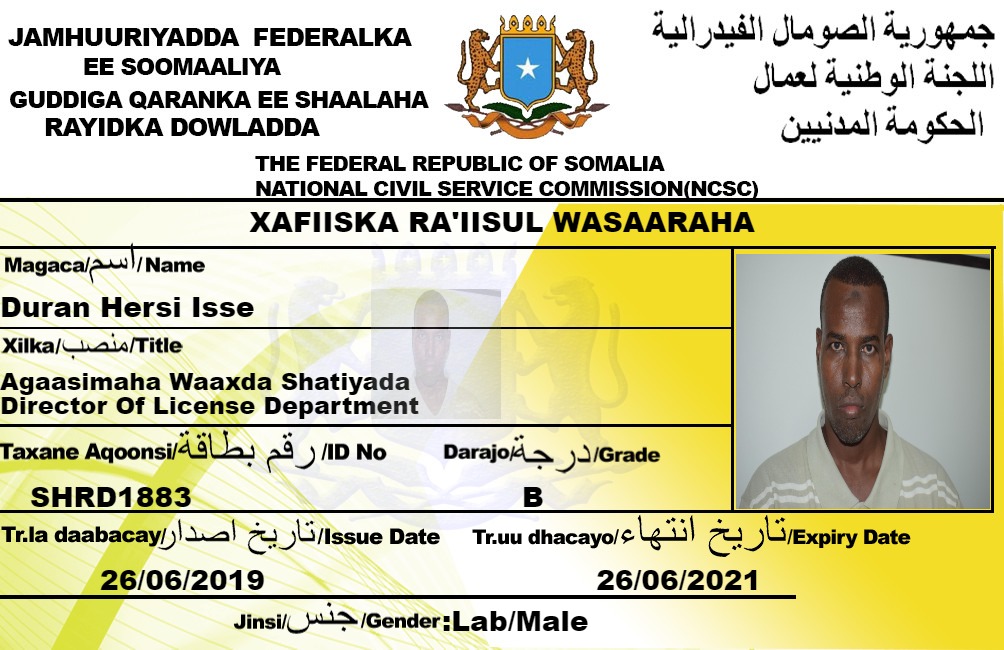 JAMHUURIYADDA FEDERALKA
EE SOOMAALIYA
GUDDIGA QARANKA EE SHAALAHA
RAYIDKA DOWLADDA
جمهورية الصومال الفيدرالية
اللجنة الوطنية لعمال
الحكومة المدنيين
THE FEDERAL REPUBLIC OF SOMALIA
NATIONAL CIVIL SERVICE COMMISSION(NCSC)
XAFIISKA RA'IISUL WASAARAHA
Magaca/اسم/Name
Duran Hersi Isse
Xilka/منصب/Title
Agaasimaha Waaxda Shatiyada
Director Of License Department
Taxane Aqoonsi/رقم بطاقة/ID No
SHRD1883
Darajo/درجة/Grade
B
Tr.la daabacay/تاريخ اصدار/Issue Date
26/06/2019
Tr.uu dhacayo/تاريخ انتهاء/Expiry Date
26/06/2021
Jinsi/جنس/Gender:Lab/Male